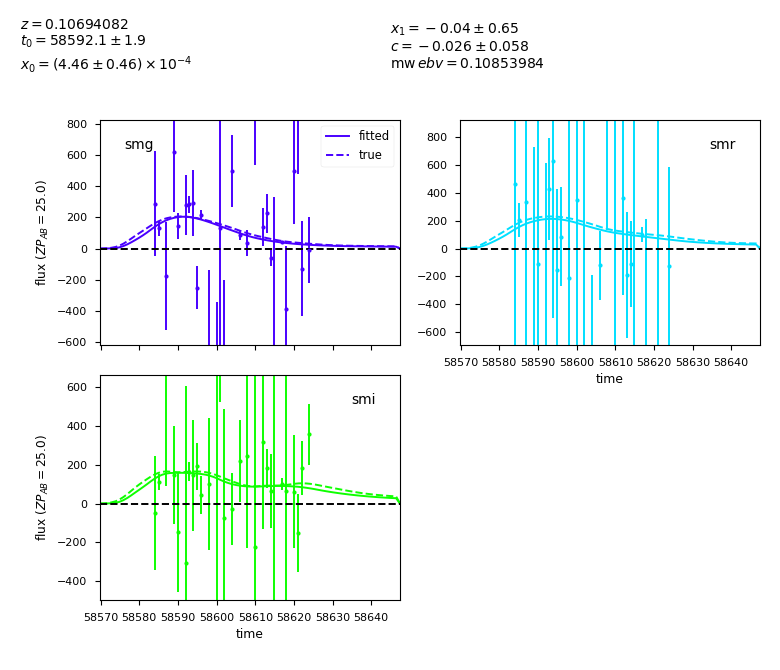 z = 0.10694082
t₀ = 58592.1 ± 1.9
x₀ = (4.46 ± 0.46) × 10⁻⁴
x₁ = −0.04 ± 0.65
c = −0.026 ± 0.058
mw ebv = 0.10853984
smg
fitted
true
800
600
400
200
0
−200
−400
−600
flux (ZP_AB = 25.0)
smr
800
600
400
200
0
−200
−400
−600
58570 58580 58590 58600 58610 58620 58630 58640
time
smi
600
400
200
0
−200
−400
flux (ZP_AB = 25.0)
58570 58580 58590 58600 58610 58620 58630 58640
time